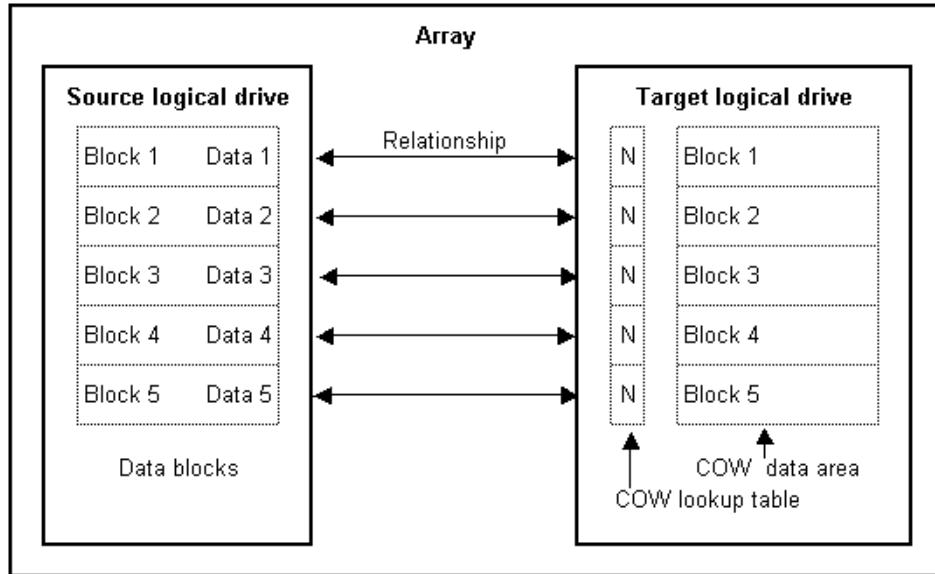 Array
Source logical drive
Target logical drive
Relationship
Block 1 Data 1
N Block 1
Block 2 Data 2
N Block 2
Block 3 Data 3
N Block 3
Block 4 Data 4
N Block 4
Block 5 Data 5
N Block 5
Data blocks
COW data area
COW lookup table